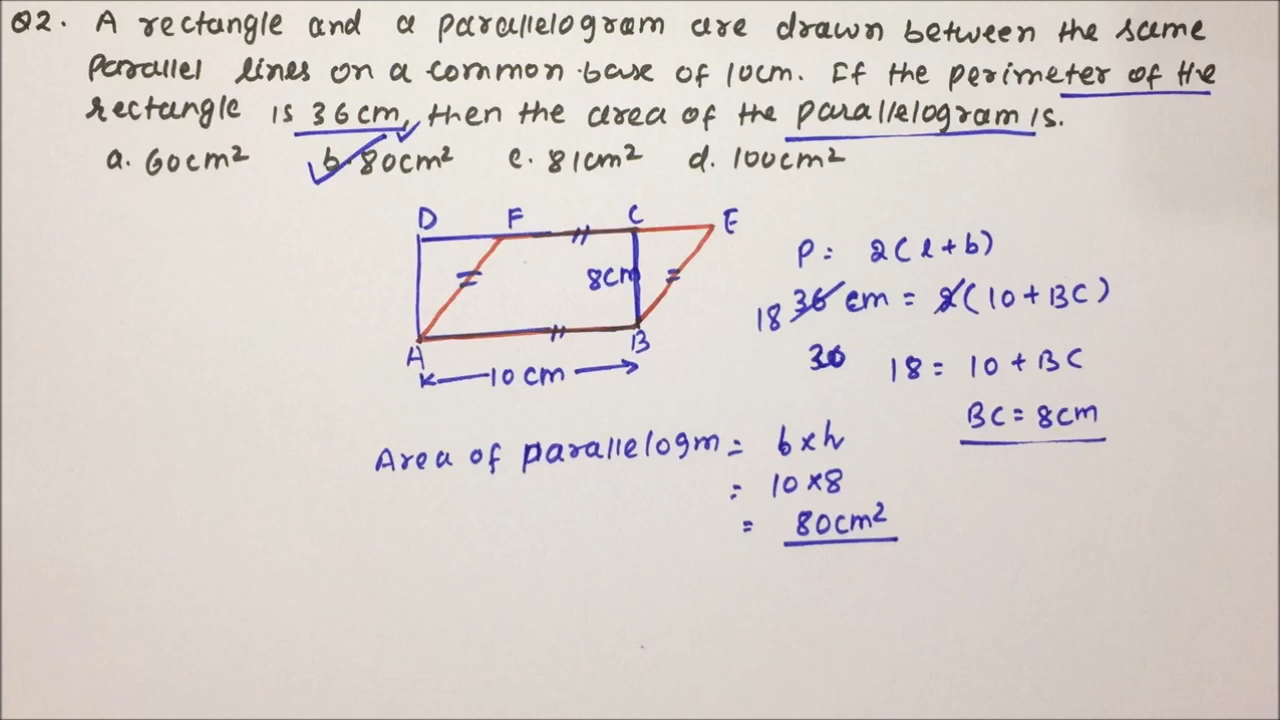 Q2. A rectangle and a parallelogram are drawn between the same
Parallel lines on a common base of 10cm. If the perimeter of the
rectangle is 36cm, then the area of the parallelogram is.
a. 60cm² b. 80cm² c. 81cm² d. 100cm²
D F C E
8cm
A B
10cm
P = 2(l+b)
18 36 cm = 2(10+BC)
36 18 = 10+BC
BC = 8cm
Area of parallelogm = b×h
= 10×8
= 80cm²